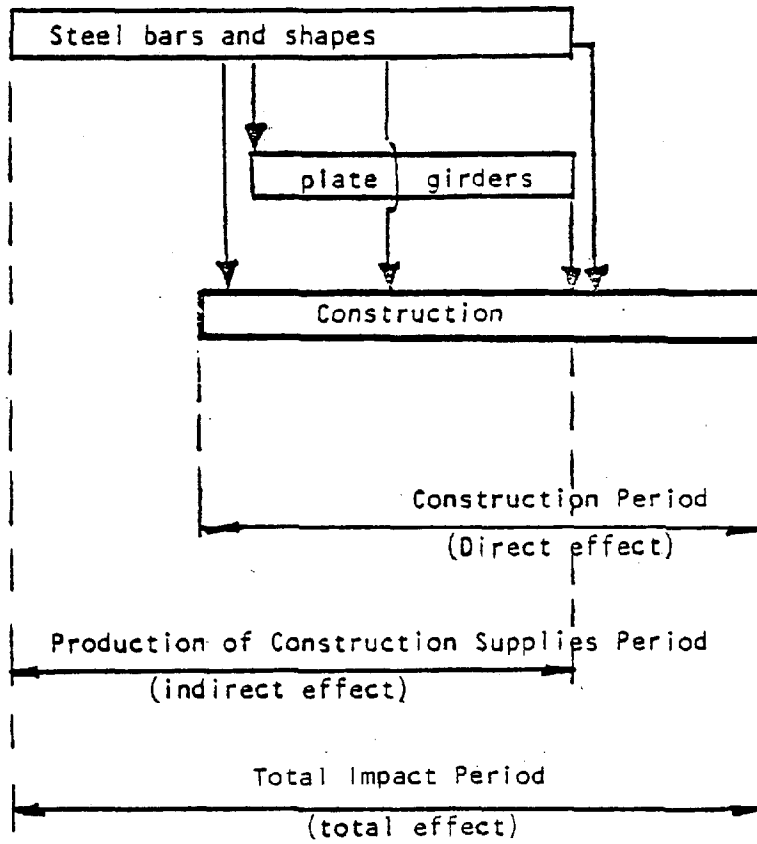 Steel bars and shapes
plate girders
Construction
Construction Period
(Direct effect)
Production of Construction Supplies Period
(indirect effect)
Total Impact Period
(total effect)